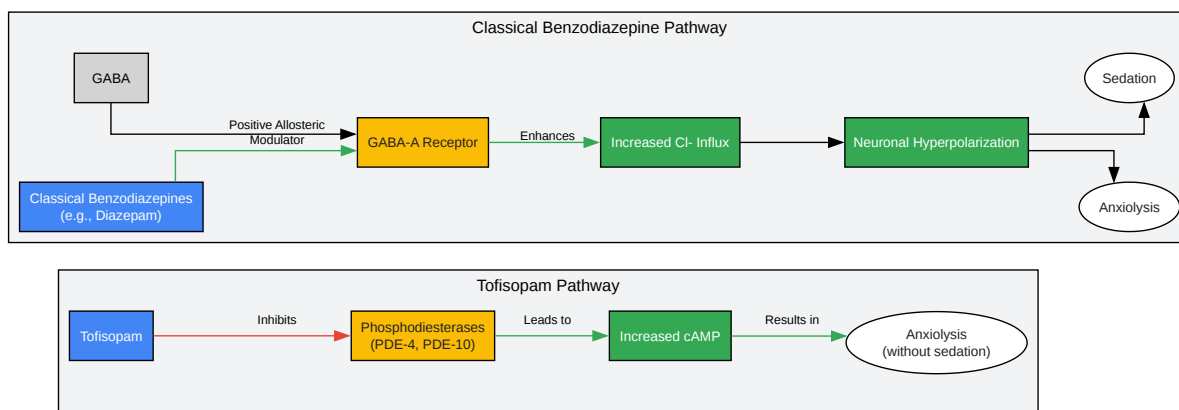 Classical Benzodiazepine Pathway
GABA
Sedation
Positive Allosteric
Modulator
GABA-A Receptor
Enhances
Increased Cl- Influx
Neuronal Hyperpolarization
Classical Benzodiazepines
(e.g., Diazepam)
Anxiolysis
Tofisopam Pathway
Tofisopam
Inhibits
Phosphodiesterases
(PDE-4, PDE-10)
Leads to
Increased cAMP
Results in
Anxiolysis
(without sedation)